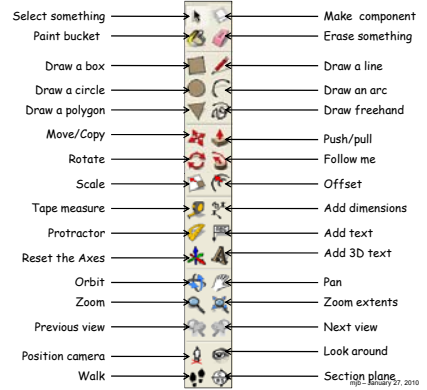 Select something
Make component
Paint bucket
Erase something
Draw a box
Draw a line
Draw a circle
Draw an arc
Draw a polygon
Draw freehand
Move/Copy
Push/pull
Rotate
Follow me
Scale
Offset
Tape measure
Add dimensions
Protractor
Add text
Reset the Axes
Add 3D text
Orbit
Pan
Zoom
Zoom extents
Previous view
Next view
Position camera
Look around
Walk
Section plane
mjb – January 27, 2010